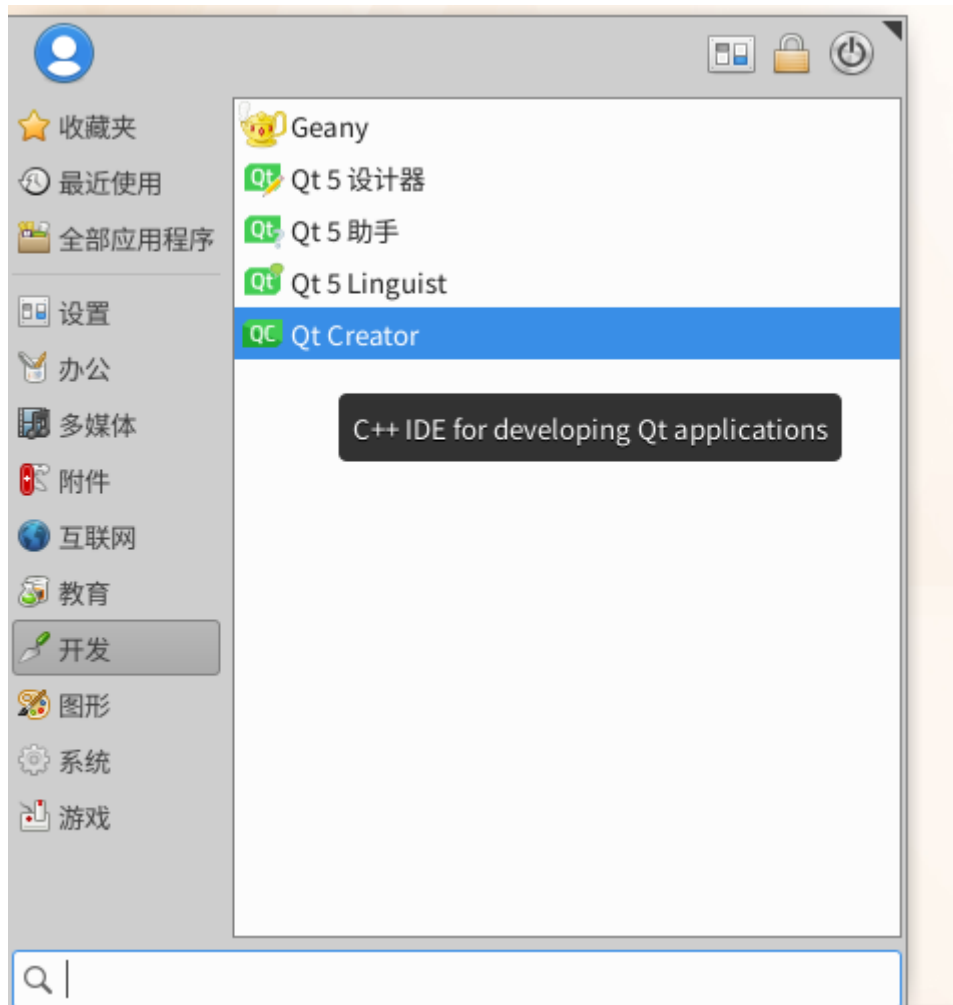 收藏夹
最近使用
全部应用程序
设置
办公
多媒体
附件
互联网
教育
开发
图形
系统
游戏
Geany
Qt 5 设计器
Qt 5 助手
Qt 5 Linguist
Qt Creator
C++ IDE for developing Qt applications